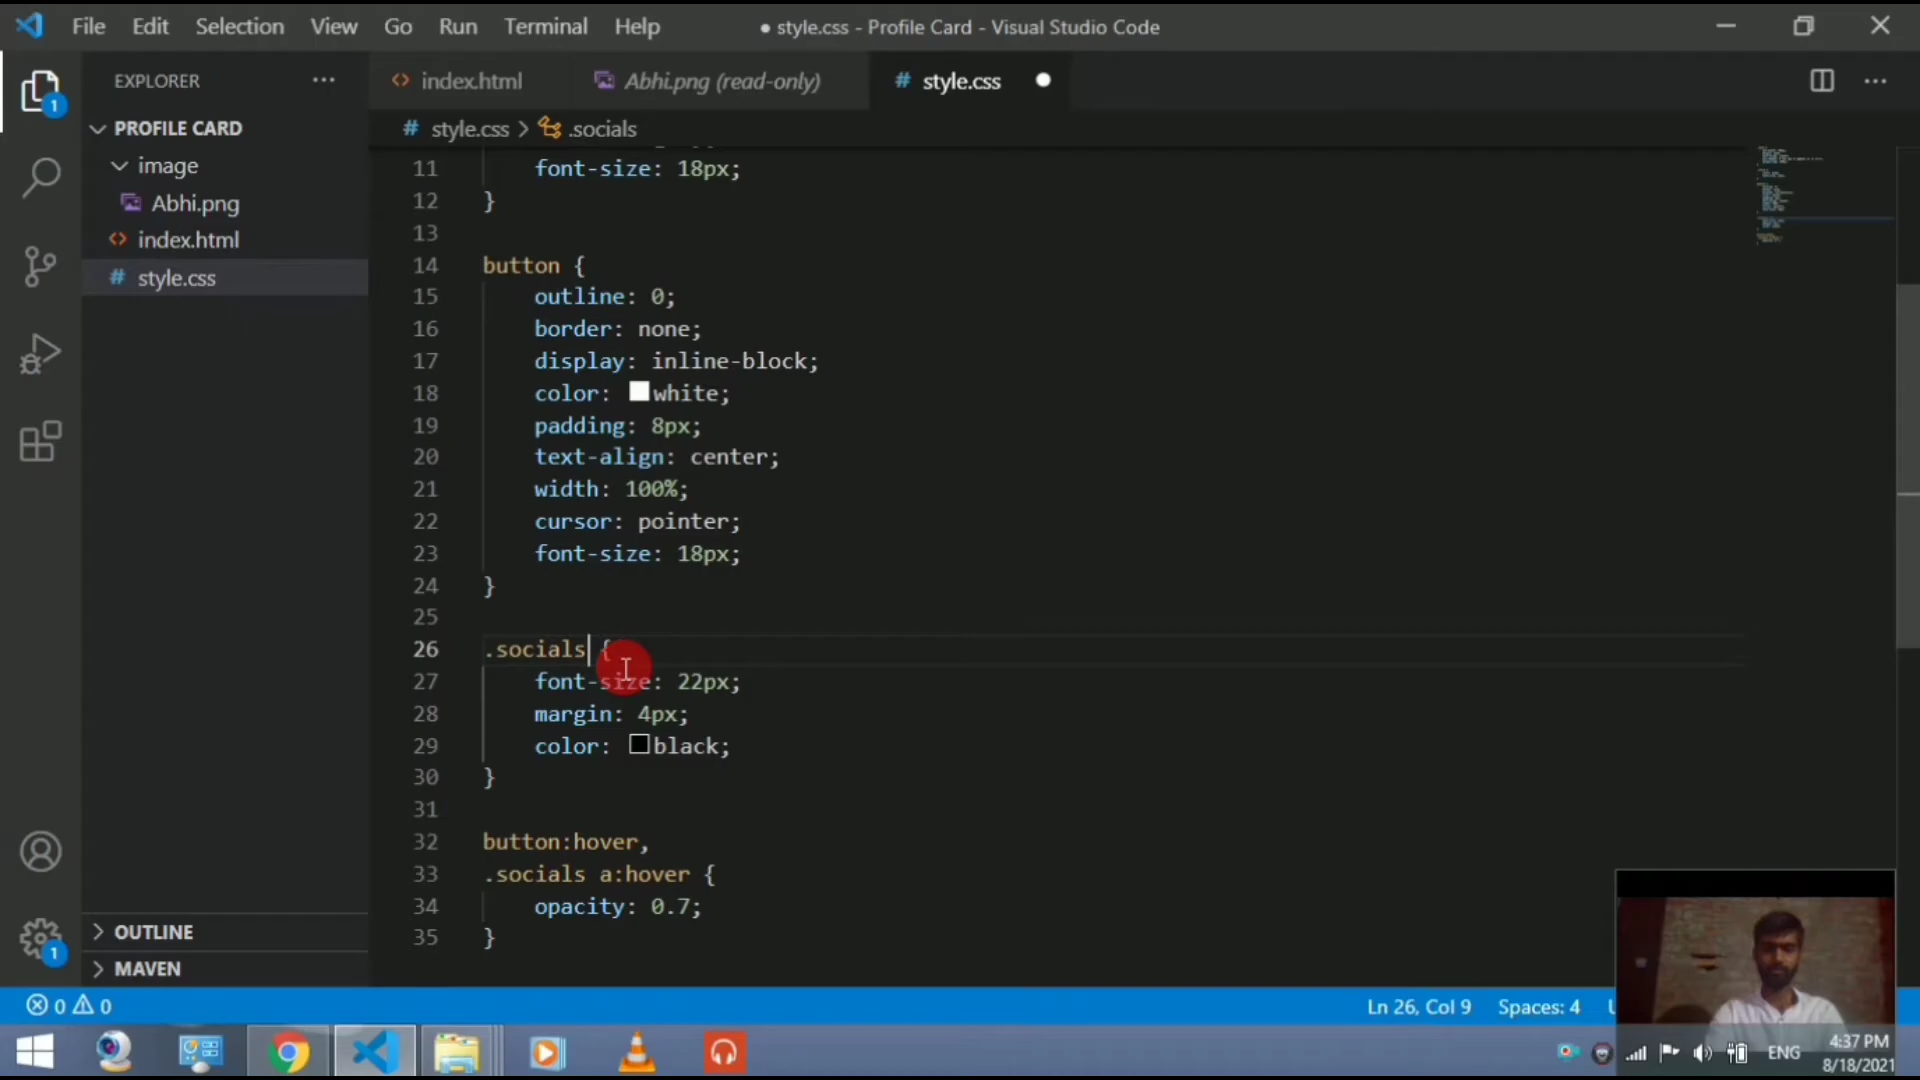 File Edit Selection View Go Run Terminal Help ● style.css - Profile Card - Visual Studio Code
EXPLORER ··· index.html Abhi.png (read-only) # style.css
PROFILE CARD
# style.css > .socials
image
Abhi.png
index.html
# style.css
11 font-size: 18px;
12 }
13
14 button {
15 outline: 0;
16 border: none;
17 display: inline-block;
18 color: white;
19 padding: 8px;
20 text-align: center;
21 width: 100%;
22 cursor: pointer;
23 font-size: 18px;
24 }
25
26 .socials {
27 font-size: 22px;
28 margin: 4px;
29 color: black;
30 }
31
32 button:hover,
33 .socials a:hover {
34 opacity: 0.7;
35 }
1
1
OUTLINE
MAVEN
0 0 Ln 26, Col 9 Spaces: 4
ENG 4:37 PM
8/18/2021